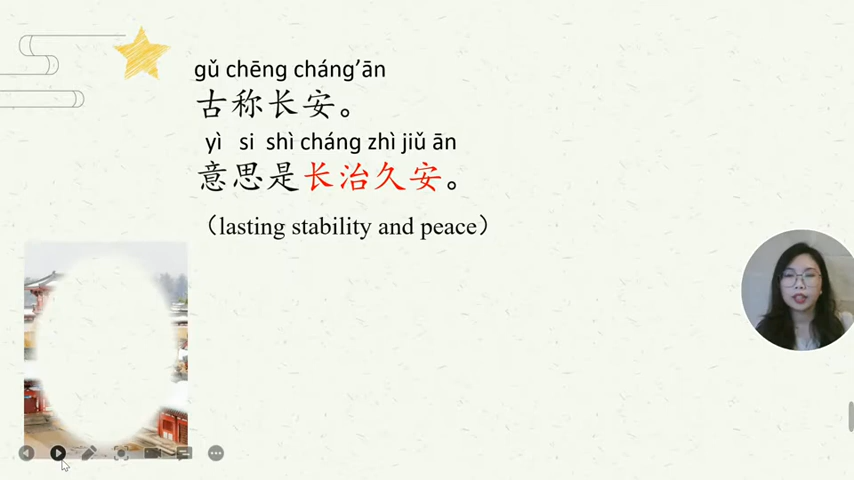 gǔ chēng cháng’ān
古称长安。
yì si shì cháng zhì jiǔ ān
意思是长治久安。
（lasting stability and peace）